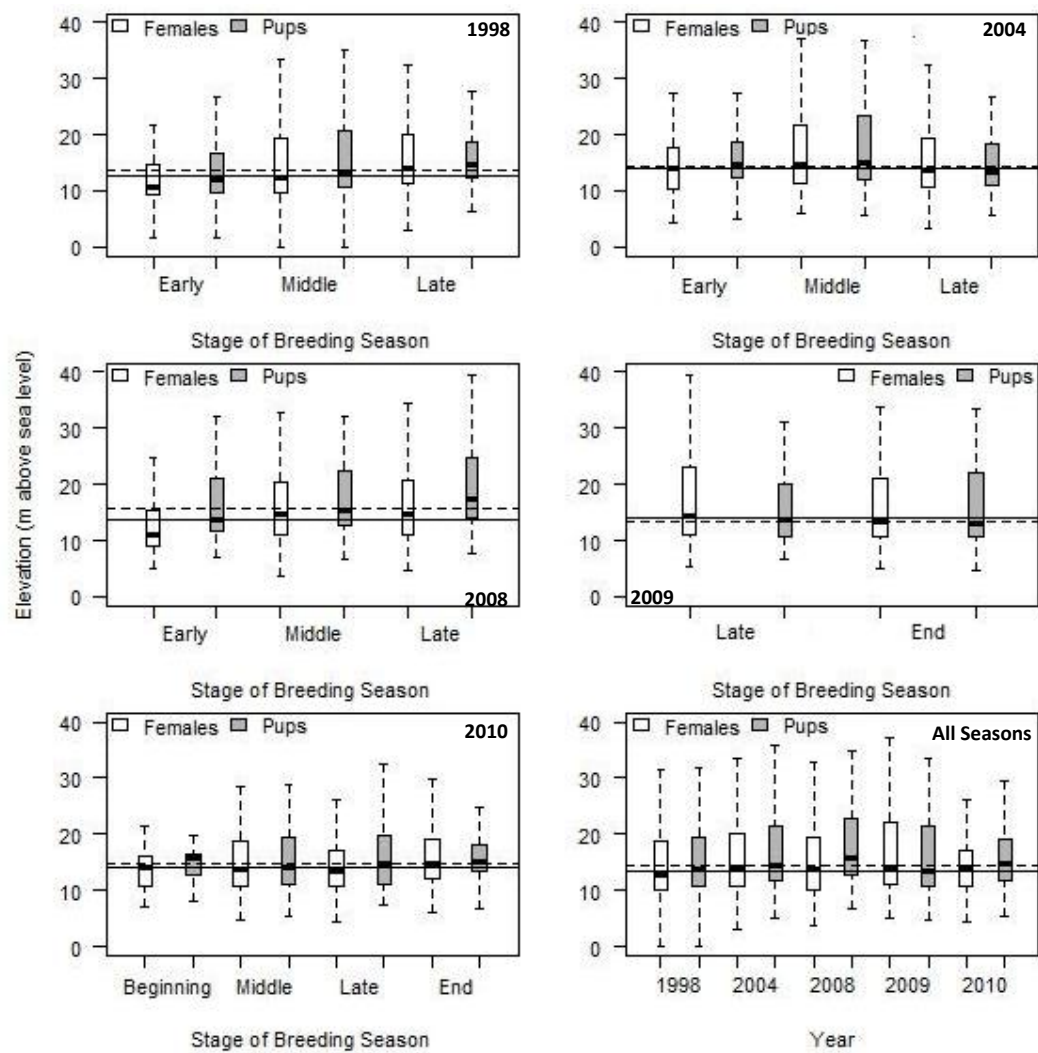 Females Pups 1998
40
30
20
10
0
Early Middle Late
Stage of Breeding Season
Females Pups 2004
40
30
20
10
0
Early Middle Late
Stage of Breeding Season
Elevation (m above sea level)
Females Pups
40
30
20
10
0
2008
Early Middle Late
Stage of Breeding Season
Females Pups
40
30
20
10
0
2009
Late End
Stage of Breeding Season
Females Pups 2010
40
30
20
10
0
Beginning Middle Late End
Stage of Breeding Season
Females Pups All Seasons
40
30
20
10
0
1998 2004 2008 2009 2010
Year